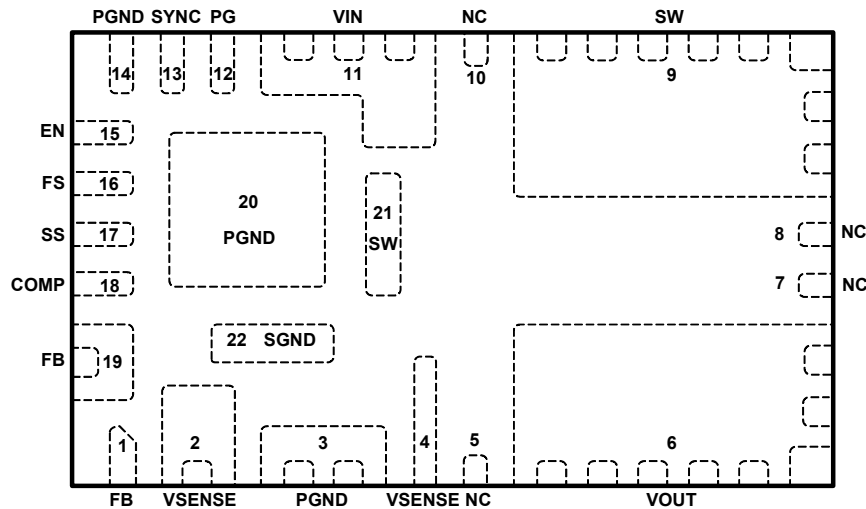 PGND SYNC PG VIN NC SW
14 13 12 11 10 9
EN 15
FS 16
20 PGND
21 SW
SS 17
8 NC
COMP 18
7 NC
22 SGND
FB 19
1 2 3 4 5 6
FB VSENSE PGND VSENSE NC VOUT